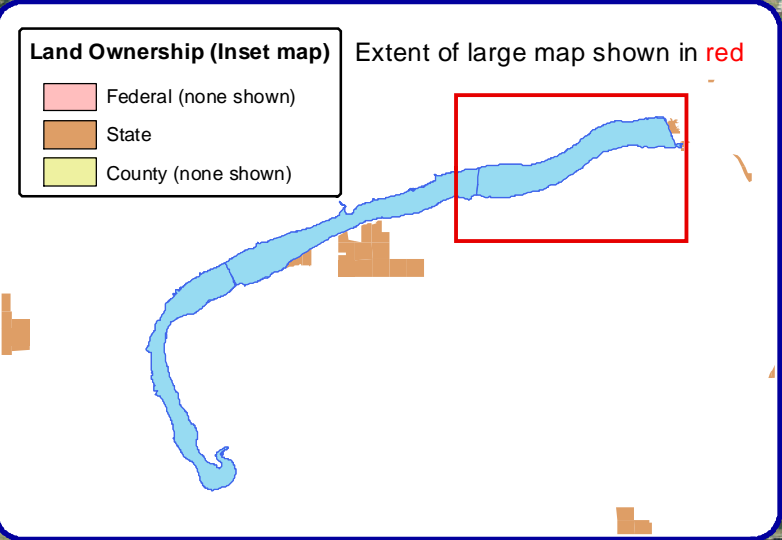 Land Ownership (Inset map)
Federal (none shown)
State
County (none shown)
Extent of large map shown in red